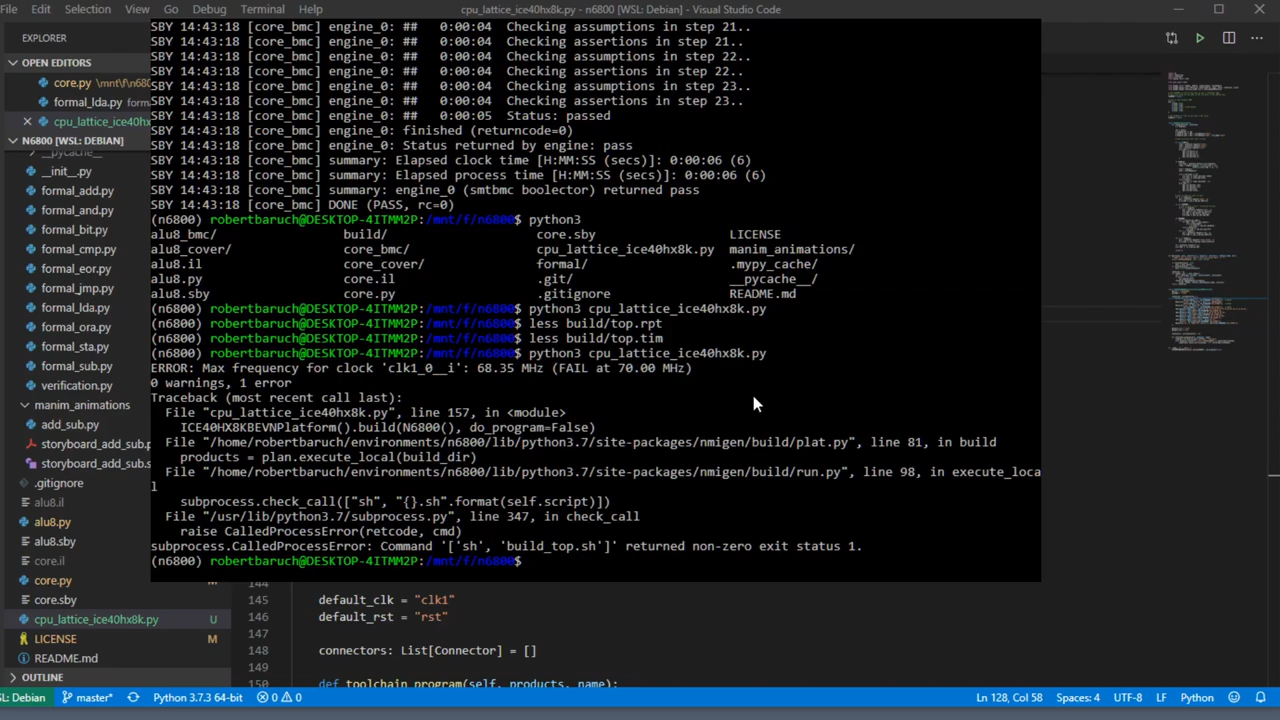 File Edit Selection View Go Debug Terminal Help cpu_lattice_ice40hx8k.py - n6800 [WSL: Debian] - Visual Studio Code
EXPLORER
OPEN EDITORS
core.py \mnt\f\n680
formal_lda.py
cpu_lattice_ice40hx
N6800 [WSL: DEBIAN]
__pycache__
__init__.py
formal_add.py
formal_and.py
formal_bit.py
formal_cmp.py
formal_eor.py
formal_jmp.py
formal_lda.py
formal_ora.py
formal_sta.py
formal_sub.py
verification.py
manim_animations
add_sub.py
storyboard_add_sub.p
storyboard_add_sub.p
.gitignore
alu8.il
alu8.py
alu8.sby
core.il
core.py M
core.sby
cpu_lattice_ice40hx8k.py U
LICENSE M
README.md
OUTLINE
SBY 14:43:18 [core_bmc] engine_0: ## 0:00:04 Checking assumptions in step 21..
SBY 14:43:18 [core_bmc] engine_0: ## 0:00:04 Checking assertions in step 21..
SBY 14:43:18 [core_bmc] engine_0: ## 0:00:04 Checking assumptions in step 22..
SBY 14:43:18 [core_bmc] engine_0: ## 0:00:04 Checking assertions in step 22..
SBY 14:43:18 [core_bmc] engine_0: ## 0:00:04 Checking assumptions in step 23..
SBY 14:43:18 [core_bmc] engine_0: ## 0:00:04 Checking assertions in step 23..
SBY 14:43:18 [core_bmc] engine_0: ## 0:00:05 Status: passed
SBY 14:43:18 [core_bmc] engine_0: finished (returncode=0)
SBY 14:43:18 [core_bmc] engine_0: Status returned by engine: pass
SBY 14:43:18 [core_bmc] summary: Elapsed clock time [H:MM:SS (secs)]: 0:00:06 (6)
SBY 14:43:18 [core_bmc] summary: Elapsed process time [H:MM:SS (secs)]: 0:00:06 (6)
SBY 14:43:18 [core_bmc] summary: engine_0 (smtbmc boolector) returned pass
SBY 14:43:18 [core_bmc] DONE (PASS, rc=0)
(n6800) robertbaruch@DESKTOP-4ITMM2P:/mnt/f/n6800$ python3
alu8_bmc/ build/ core.sby LICENSE
alu8_cover/ core_bmc/ cpu_lattice_ice40hx8k.py manim_animations/
alu8.il core_cover/ formal/ .mypy_cache/
alu8.py core.il .git/ __pycache__/
alu8.sby core.py .gitignore README.md
(n6800) robertbaruch@DESKTOP-4ITMM2P:/mnt/f/n6800$ python3 cpu_lattice_ice40hx8k.py
(n6800) robertbaruch@DESKTOP-4ITMM2P:/mnt/f/n6800$ less build/top.rpt
(n6800) robertbaruch@DESKTOP-4ITMM2P:/mnt/f/n6800$ less build/top.tim
(n6800) robertbaruch@DESKTOP-4ITMM2P:/mnt/f/n6800$ python3 cpu_lattice_ice40hx8k.py
ERROR: Max frequency for clock 'clk1_0__i': 68.35 MHz (FAIL at 70.00 MHz)
0 warnings, 1 error
Traceback (most recent call last):
File "cpu_lattice_ice40hx8k.py", line 157, in <module>
ICE40HX8KBEVNPlatform().build(N6800(), do_program=False)
File "/home/robertbaruch/environments/n6800/lib/python3.7/site-packages/nmigen/build/plat.py", line 81, in build
products = plan.execute_local(build_dir)
File "/home/robertbaruch/environments/n6800/lib/python3.7/site-packages/nmigen/build/run.py", line 98, in execute_loca
l
subprocess.check_call(["sh", "{}.sh".format(self.script)])
File "/usr/lib/python3.7/subprocess.py", line 347, in check_call
raise CalledProcessError(retcode, cmd)
subprocess.CalledProcessError: Command '['sh', 'build_top.sh']' returned non-zero exit status 1.
(n6800) robertbaruch@DESKTOP-4ITMM2P:/mnt/f/n6800$
144
145 default_clk = "clk1"
146 default_rst = "rst"
147
148 connectors: List[Connector] = []
149
150 def toolchain_program(self, products, name):
SL: Debian master* Python 3.7.3 64-bit 0 0 Ln 128, Col 58 Spaces: 4 UTF-8 LF Python